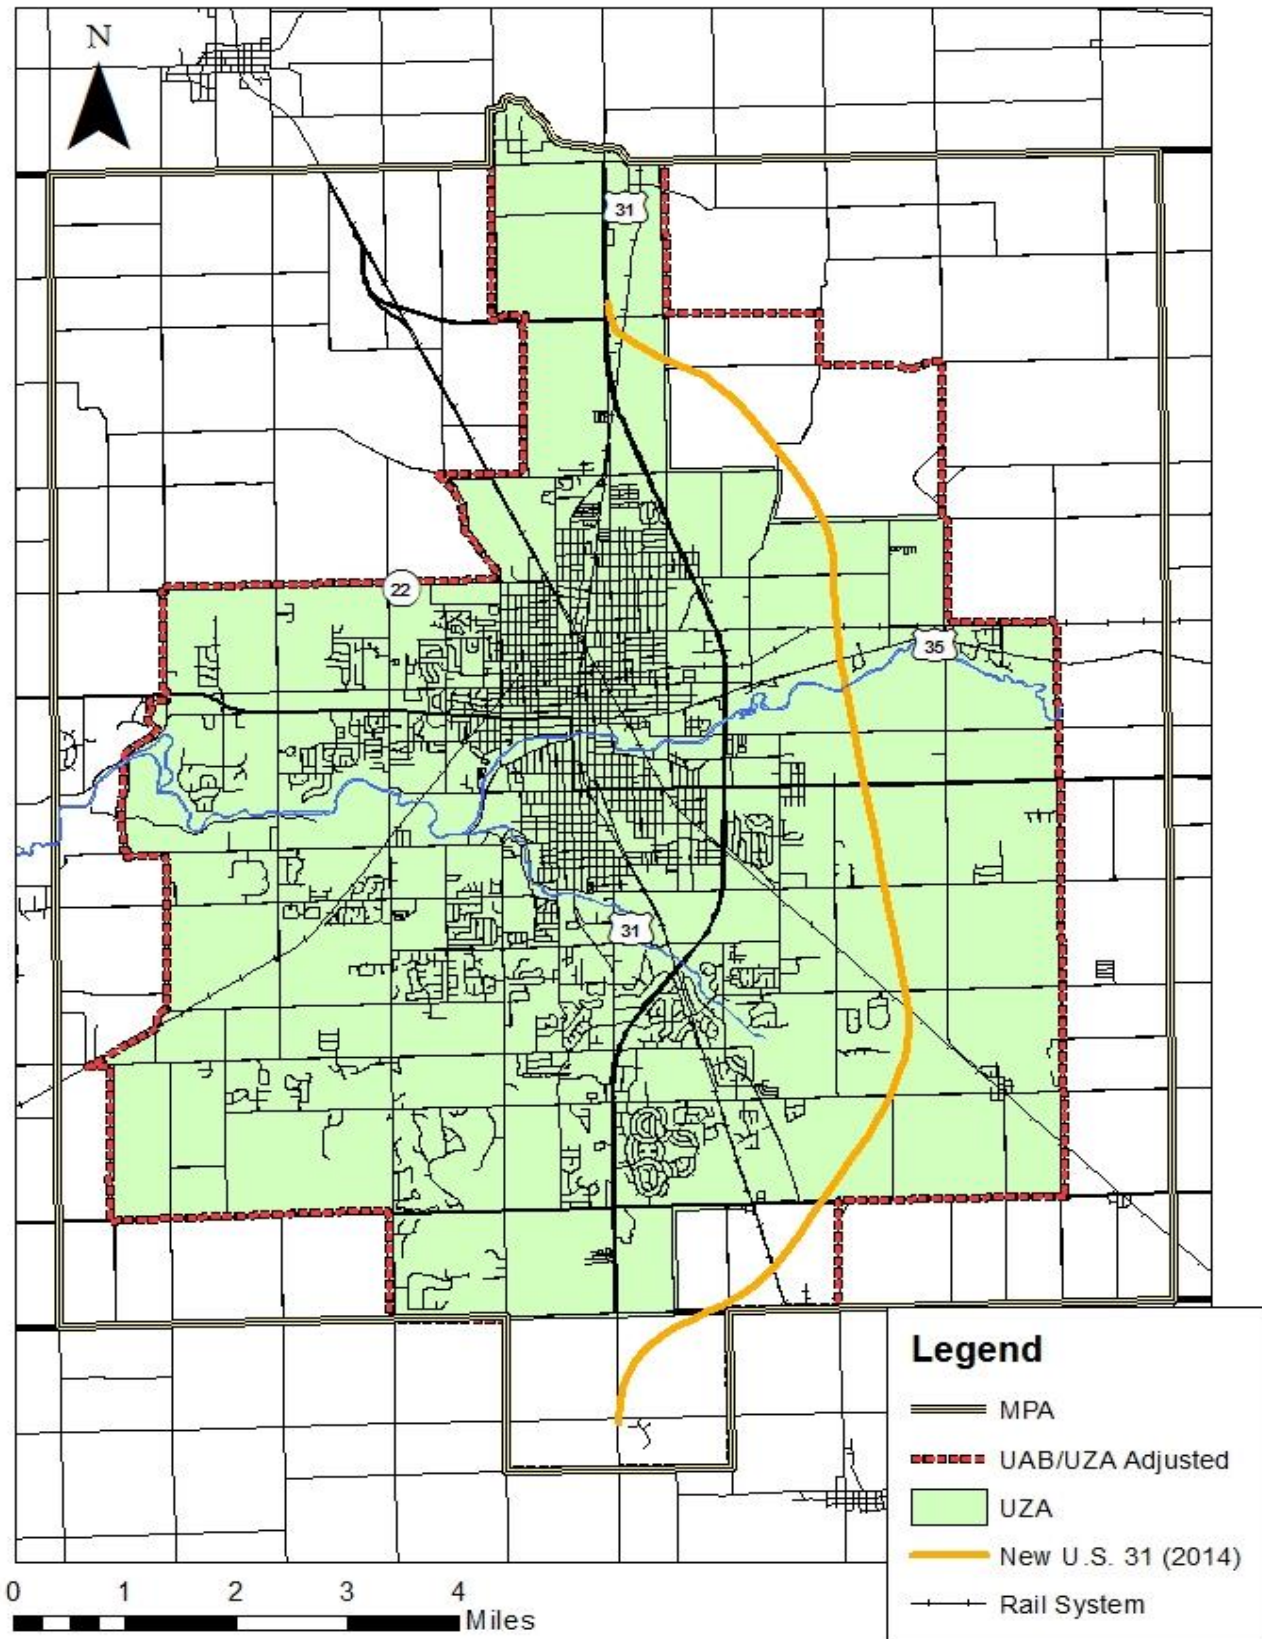 N
31
22
35
31
Legend
MPA
UAB/UZA Adjusted
UZA
New U.S. 31 (2014)
Rail System
0 1 2 3 4
Miles